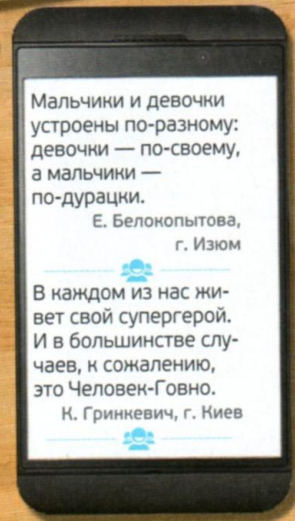 Мальчики и девочки
устроены по-разному:
девочки — по-своему,
а мальчики —
по-дурацки.
Е. Белокопытова,
г. Изюм
В каждом из нас жи-
вет свой супергерой.
И в большинстве слу-
чаев, к сожалению,
это Человек-Говно.
К. Гринкевич, г. Киев